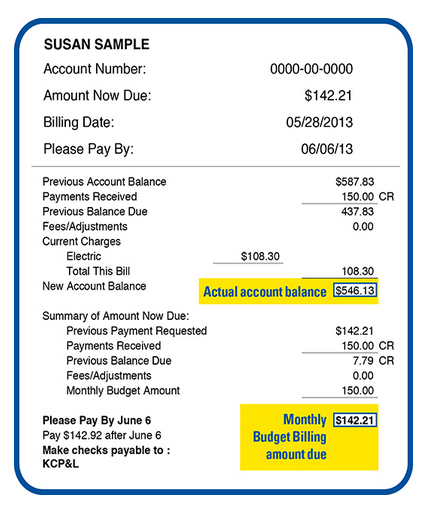 SUSAN SAMPLE
Account Number: 0000-00-0000
Amount Now Due: $142.21
Billing Date: 05/28/2013
Please Pay By: 06/06/13
Previous Account Balance $587.83
Payments Received 150.00 CR
Previous Balance Due 437.83
Fees/Adjustments 0.00
Current Charges
Electric $108.30
Total This Bill 108.30
New Account Balance Actual account balance $546.13
Summary of Amount Now Due:
Previous Payment Requested $142.21
Payments Received 150.00 CR
Previous Balance Due 7.79 CR
Fees/Adjustments 0.00
Monthly Budget Amount 150.00
Please Pay By June 6
Pay $142.92 after June 6
Make checks payable to :
KCP&L
Monthly $142.21
Budget Billing
amount due